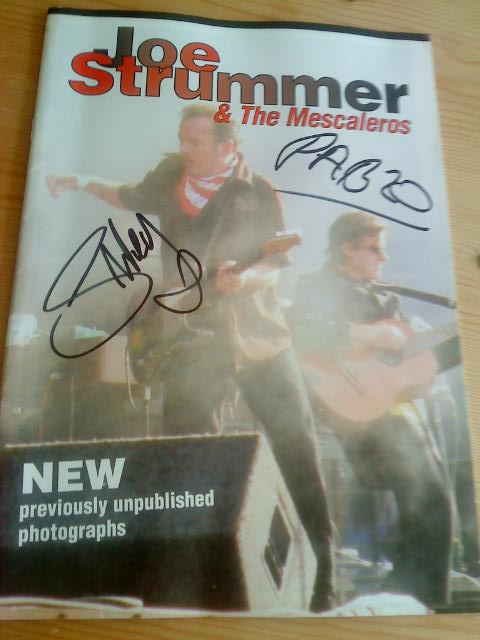 Joe
Strummer
& The Mescaleros
PABLO
NEW
previously unpublished
photographs